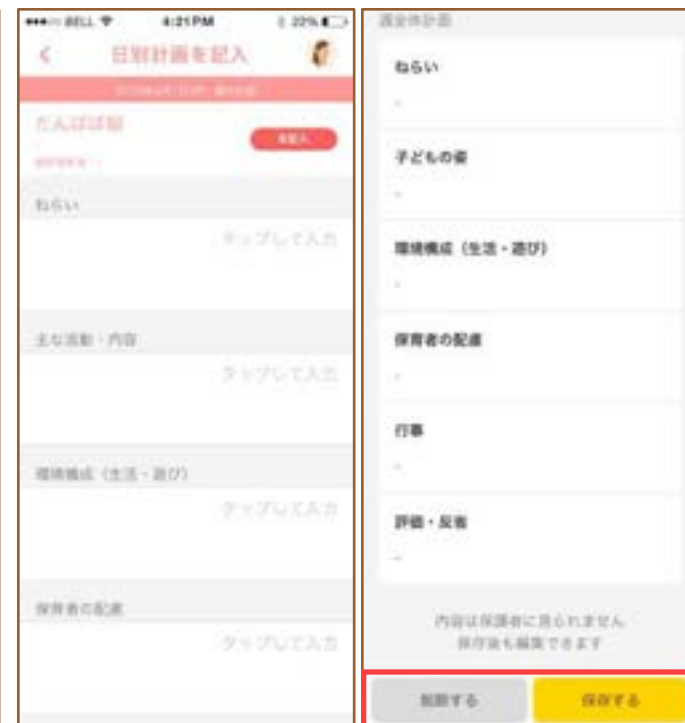 BELL 4:21 PM 22%
日別計画を記入
たんぽぽ組
未記入
ねらい
タップして入力
主な活動・内容
タップして入力
環境構成（生活・遊び）
タップして入力
保育者の配慮
タップして入力
週全体計画
ねらい
-
子どもの姿
-
環境構成（生活・遊び）
-
保育者の配慮
-
行事
-
評価・反省
-
内容は保護者に見られません
保存後も編集できます
削除する
保存する